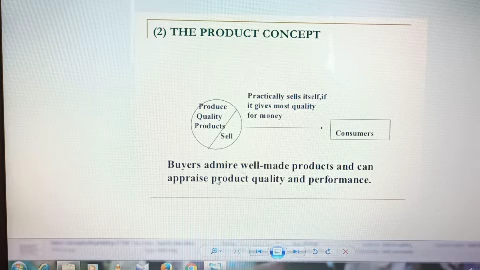 (2) THE PRODUCT CONCEPT
Practically sells itself,if
it gives most quality
for money
Produce
Quality
Products
Sell
Consumers
Buyers admire well-made products and can
appraise product quality and performance.